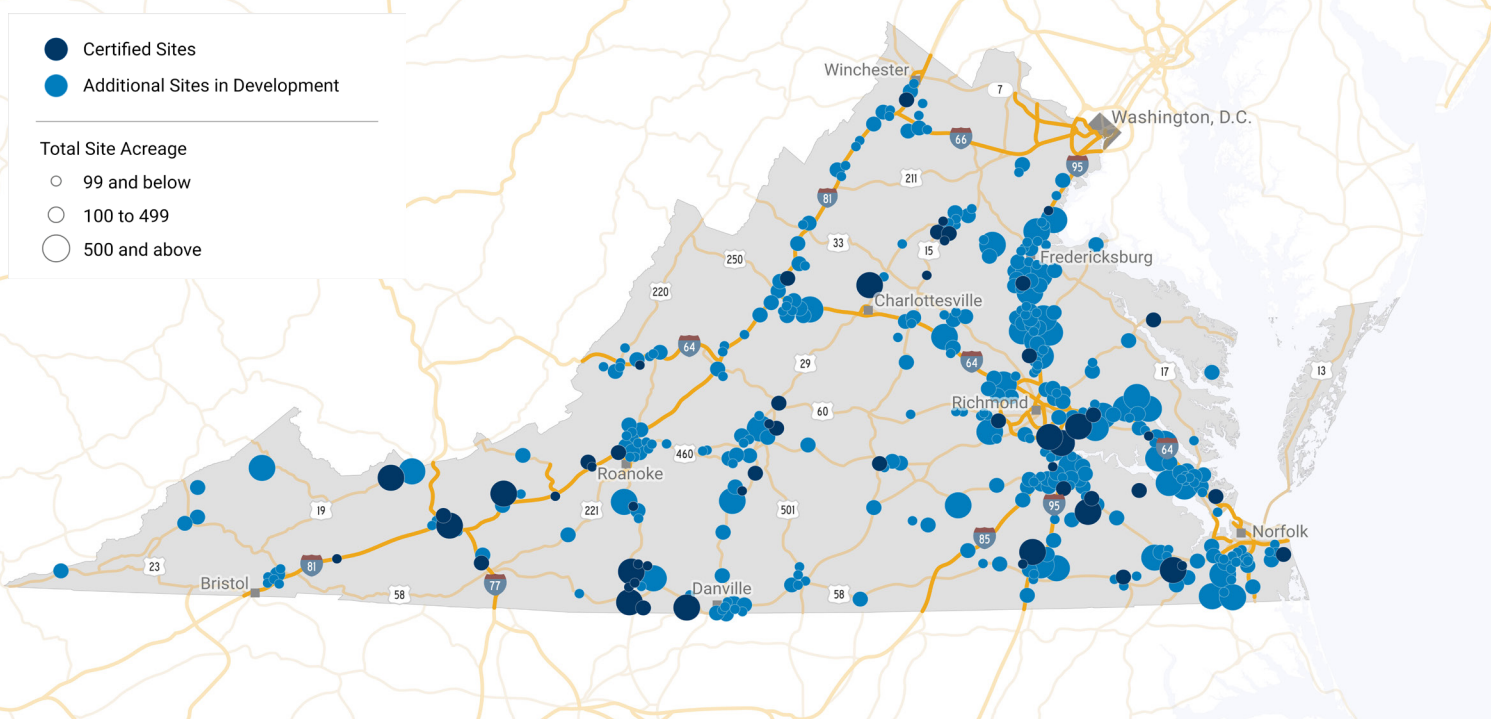 Certified Sites
Additional Sites in Development
Total Site Acreage
99 and below
100 to 499
500 and above
Winchester
7
Washington, D.C.
66
95
211
81
33
15
250
Fredericksburg
220
Charlottesville
64
29
64
17
13
60
Richmond
460
64
Roanoke
19
221
501
95
85
Norfolk
23
81
Bristol
77
58
Danville
58